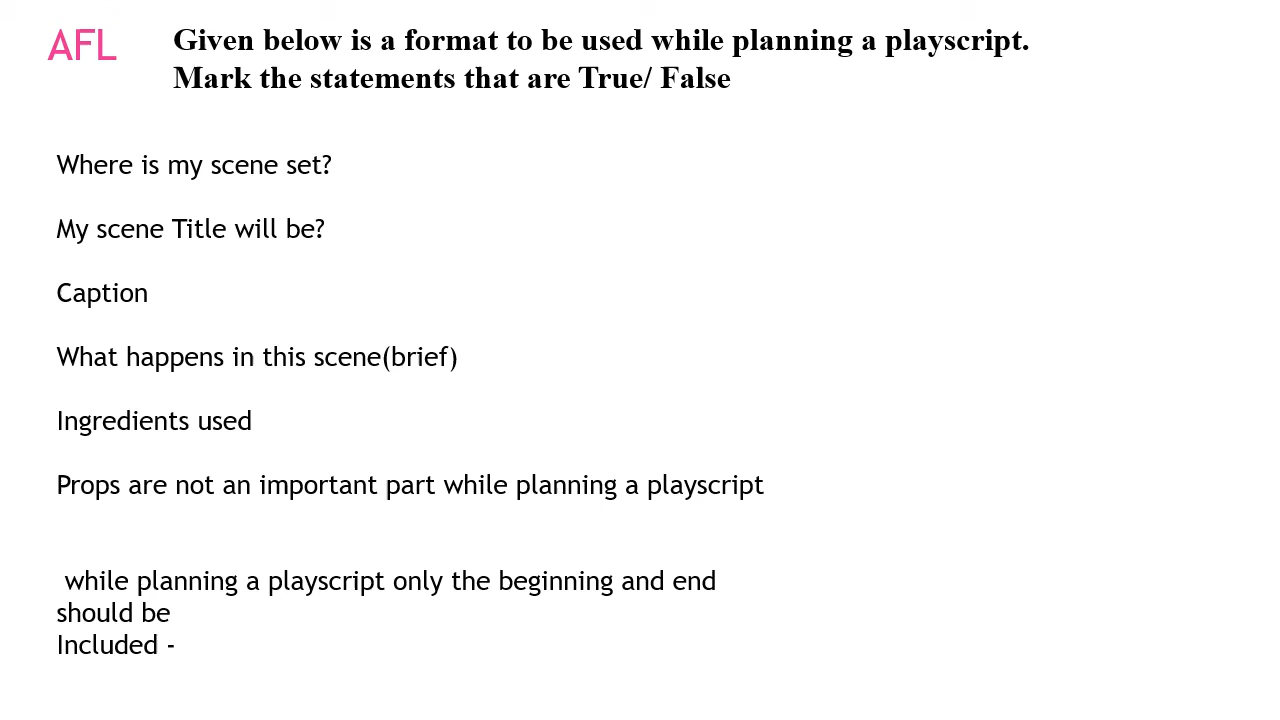 AFL
Given below is a format to be used while planning a playscript.
Mark the statements that are True/ False
Where is my scene set?
My scene Title will be?
Caption
What happens in this scene(brief)
Ingredients used
Props are not an important part while planning a playscript
while planning a playscript only the beginning and end
should be
Included -